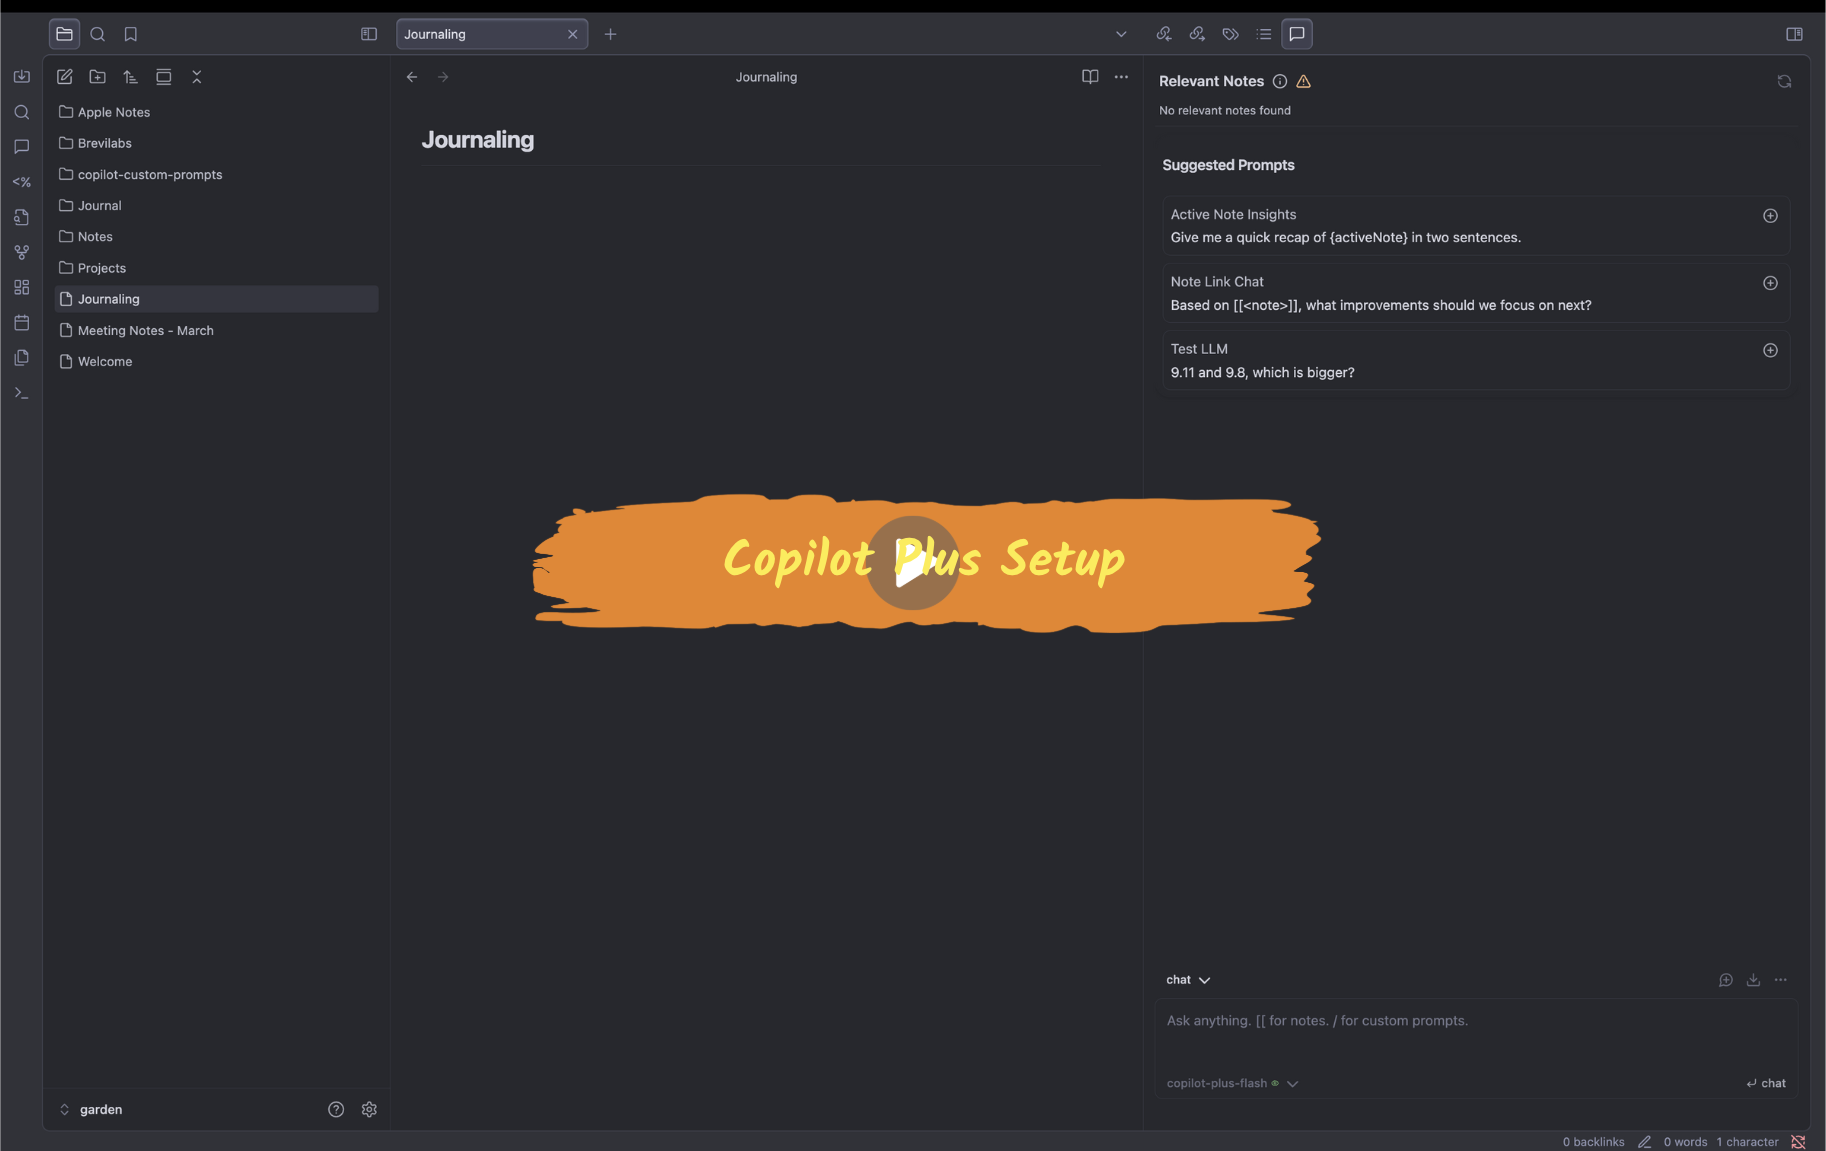 Journaling
Journaling
Apple Notes
Brevilabs
copilot-custom-prompts
Journal
Notes
Projects
Journaling
Meeting Notes - March
Welcome
garden
Journaling
Copilot Plus Setup
Relevant Notes
No relevant notes found
Suggested Prompts
Active Note Insights
Give me a quick recap of {activeNote} in two sentences.
Note Link Chat
Based on [[<note>]], what improvements should we focus on next?
Test LLM
9.11 and 9.8, which is bigger?
chat
Ask anything. [[ for notes. / for custom prompts.
copilot-plus-flash
chat
0 backlinks 0 words 1 character